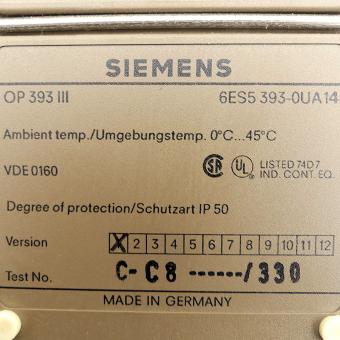 SIEMENS
OP 393 III 6ES5 393-0UA14
Ambient temp./Umgebungstemp. 0°C...45°C
VDE 0160 SA UL LISTED 74D7
IND. CONT. EQ.
Degree of protection/Schutzart IP 50
Version X 2 3 4 5 6 7 8 9 10 11 12
Test No. C-C8 ------/330
MADE IN GERMANY